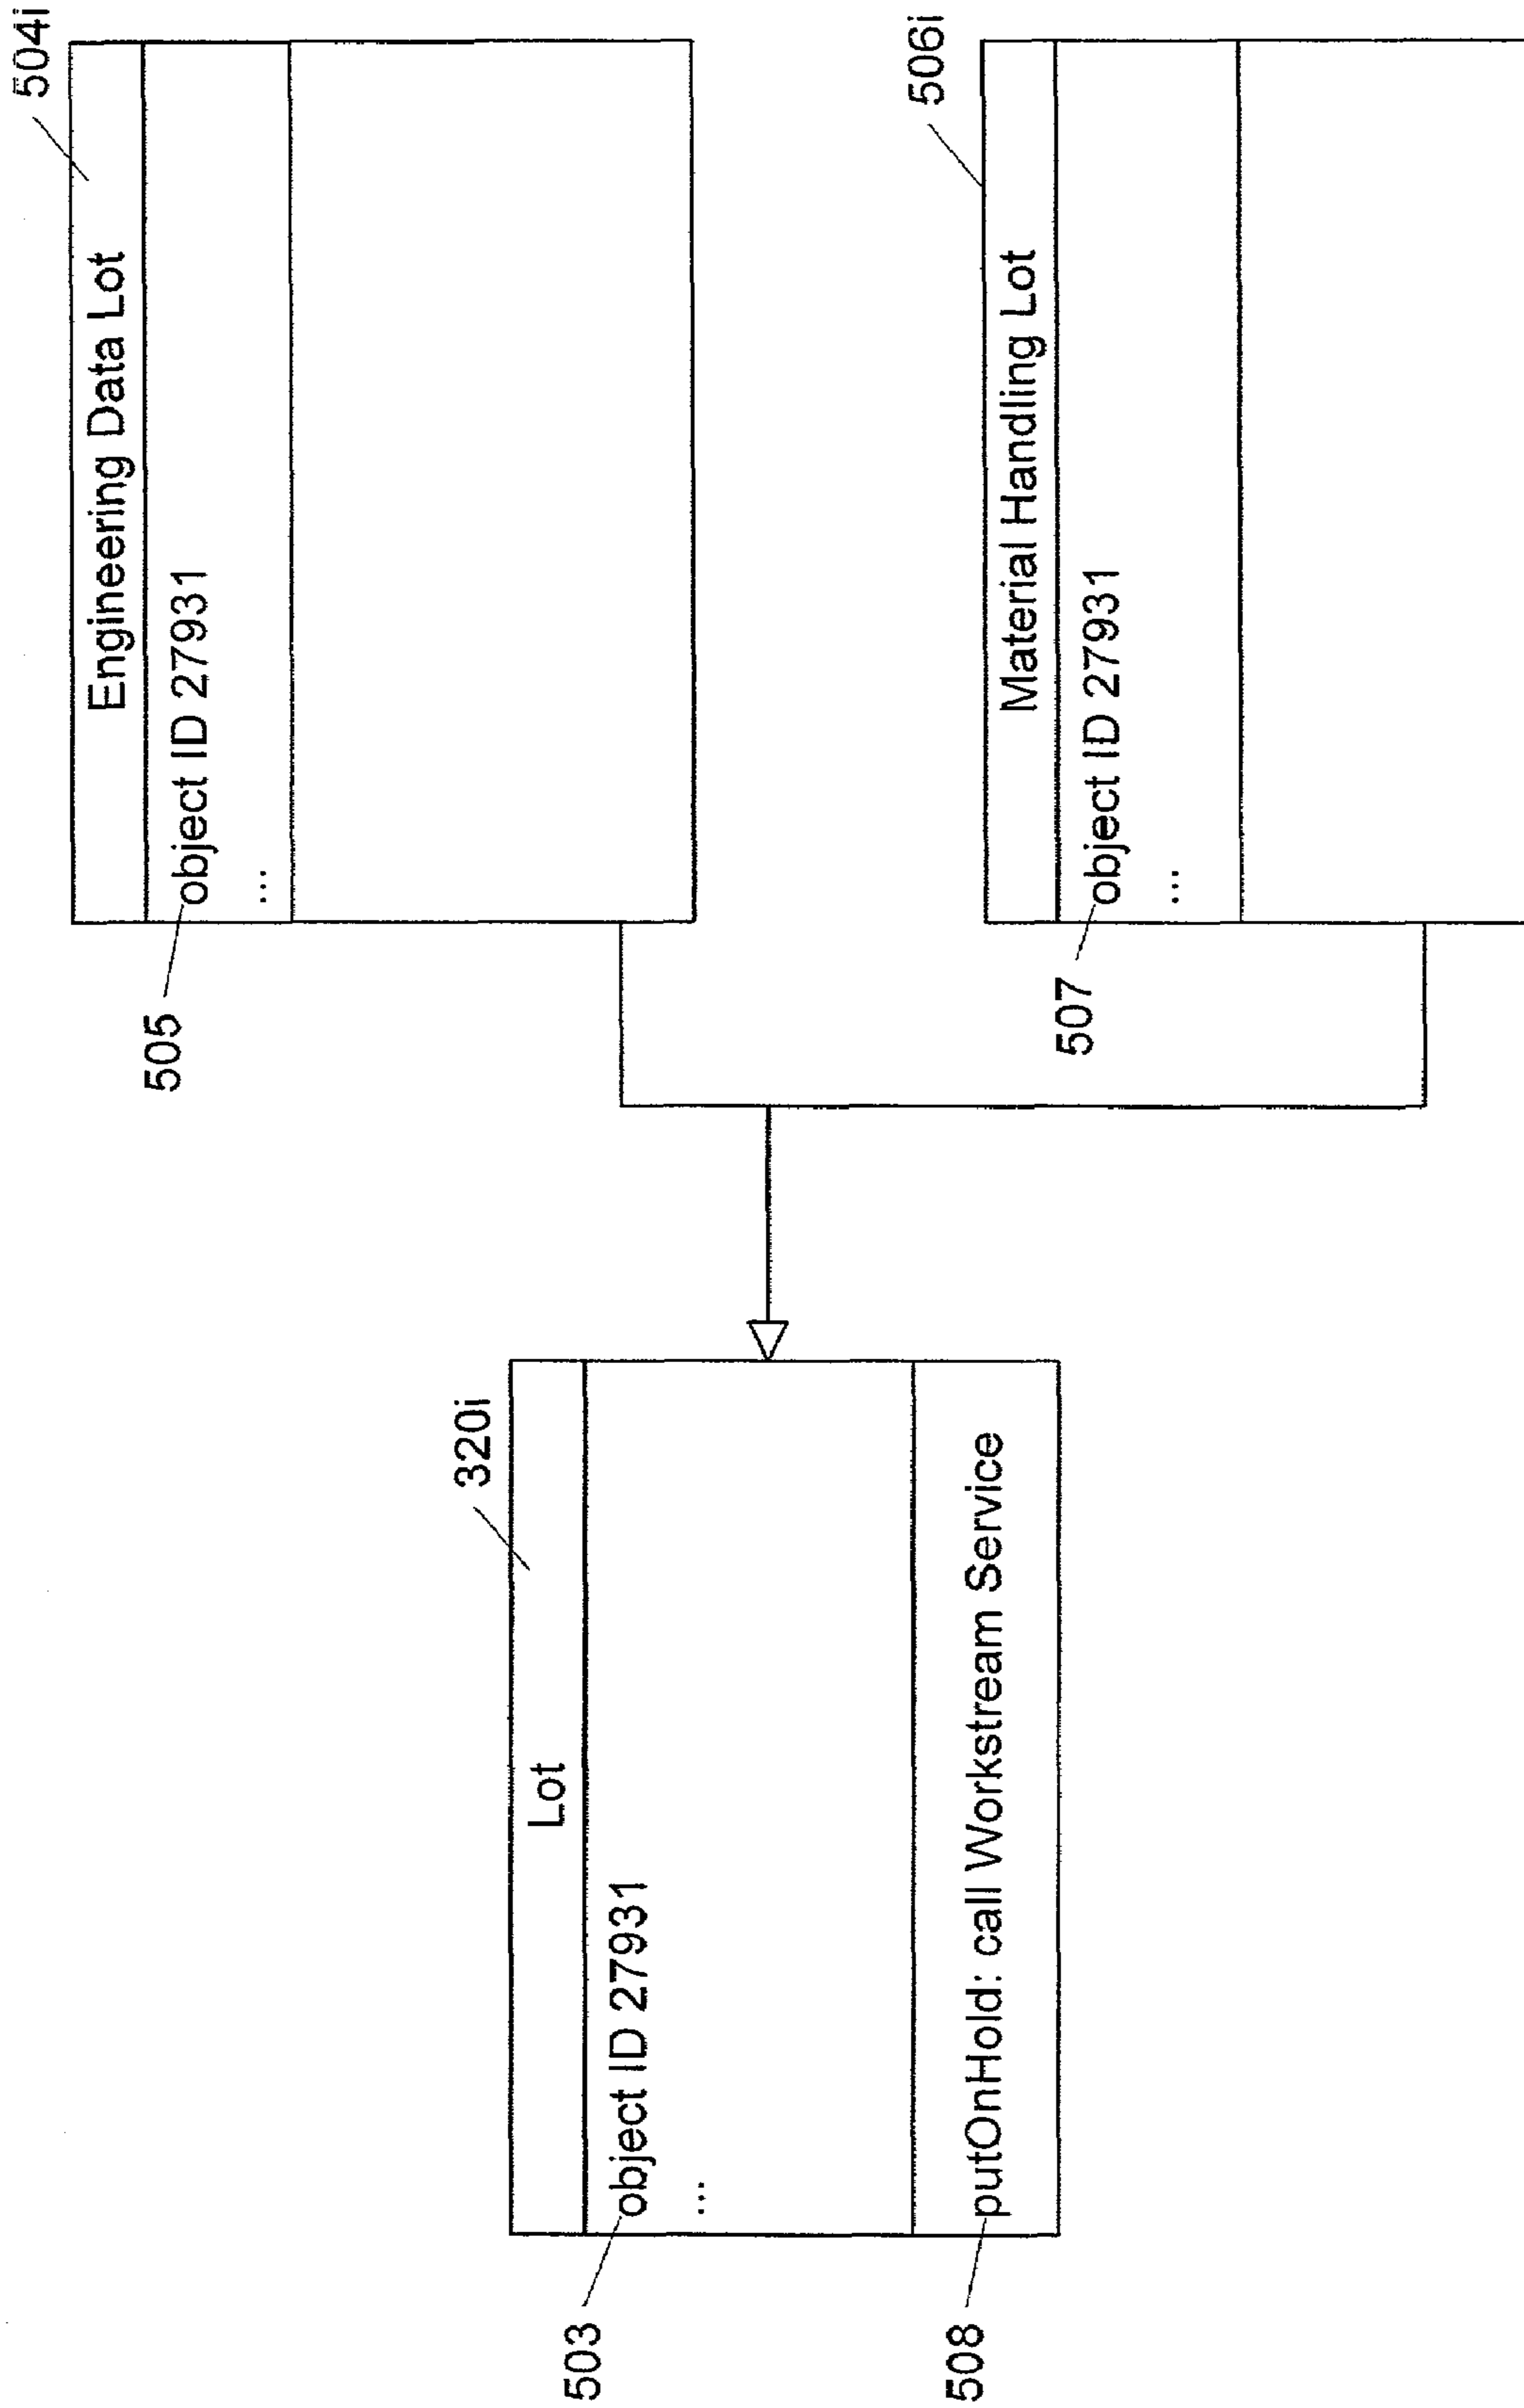 320i
Lot
503
object ID 27931
...
508
putOnHold: call Workstream Service
504i
Engineering Data Lot
505
object ID 27931
...
506i
Material Handling Lot
507
object ID 27931
...